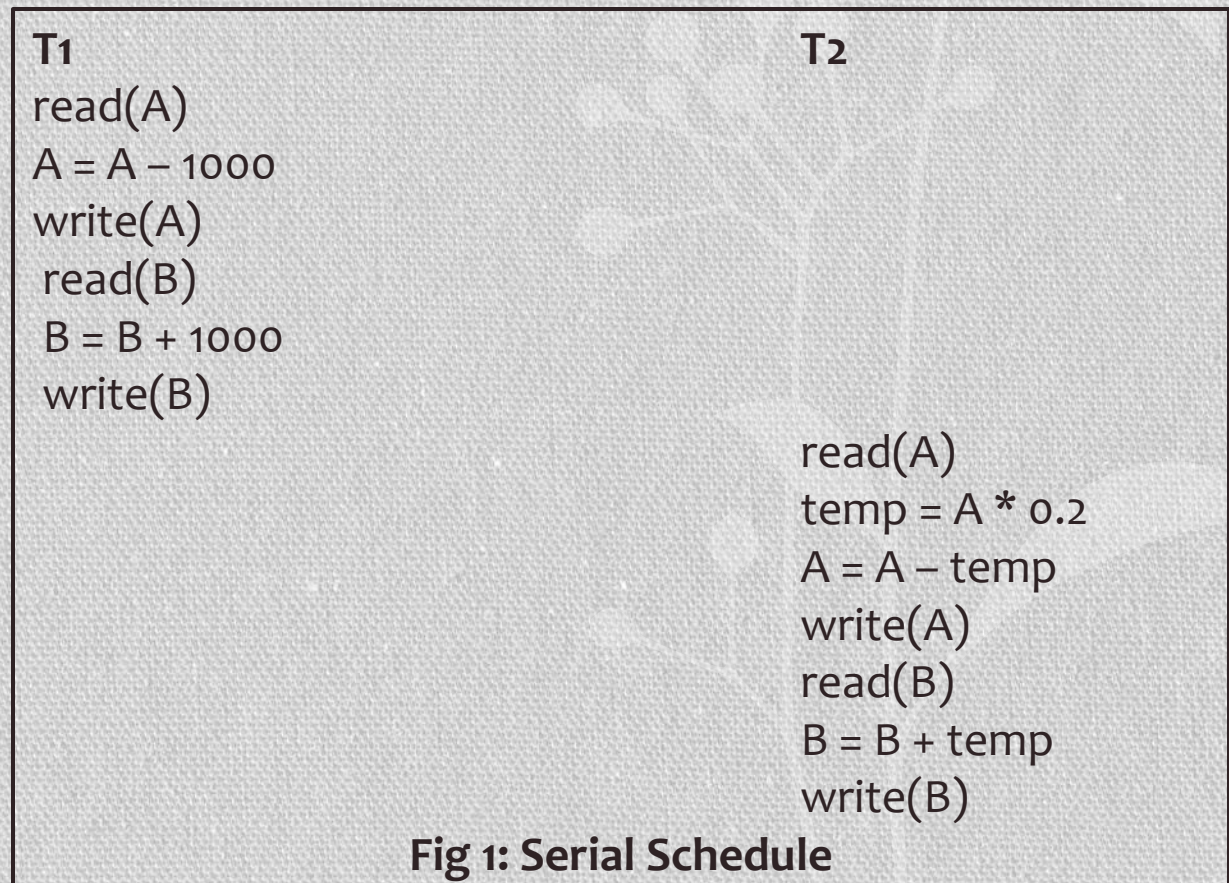 T1
T2
read(A)
A = A – 1000
write(A)
read(B)
B = B + 1000
write(B)
read(A)
temp = A * 0.2
A = A – temp
write(A)
read(B)
B = B + temp
write(B)
Fig 1: Serial Schedule